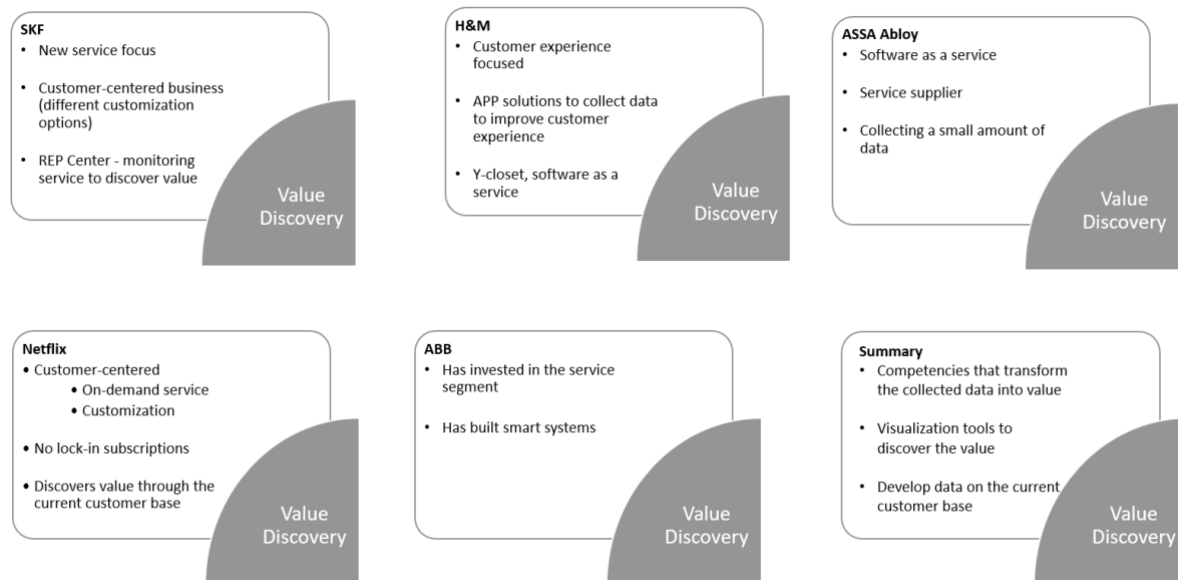 SKF
• New service focus
• Customer-centered business
(different customization
options)
• REP Center - monitoring
service to discover value
Value
Discovery
H&M
• Customer experience
focused
• APP solutions to collect data
to improve customer
experience
• Y-closet, software as a
service
Value
Discovery
ASSA Abloy
• Software as a service
• Service supplier
• Collecting a small amount of
data
Value
Discovery
Netflix
• Customer-centered
• On-demand service
• Customization
• No lock-in subscriptions
• Discovers value through the
current customer base
Value
Discovery
ABB
• Has invested in the service
segment
• Has built smart systems
Value
Discovery
Summary
• Competencies that transform
the collected data into value
• Visualization tools to
discover the value
• Develop data on the current
customer base
Value
Discovery